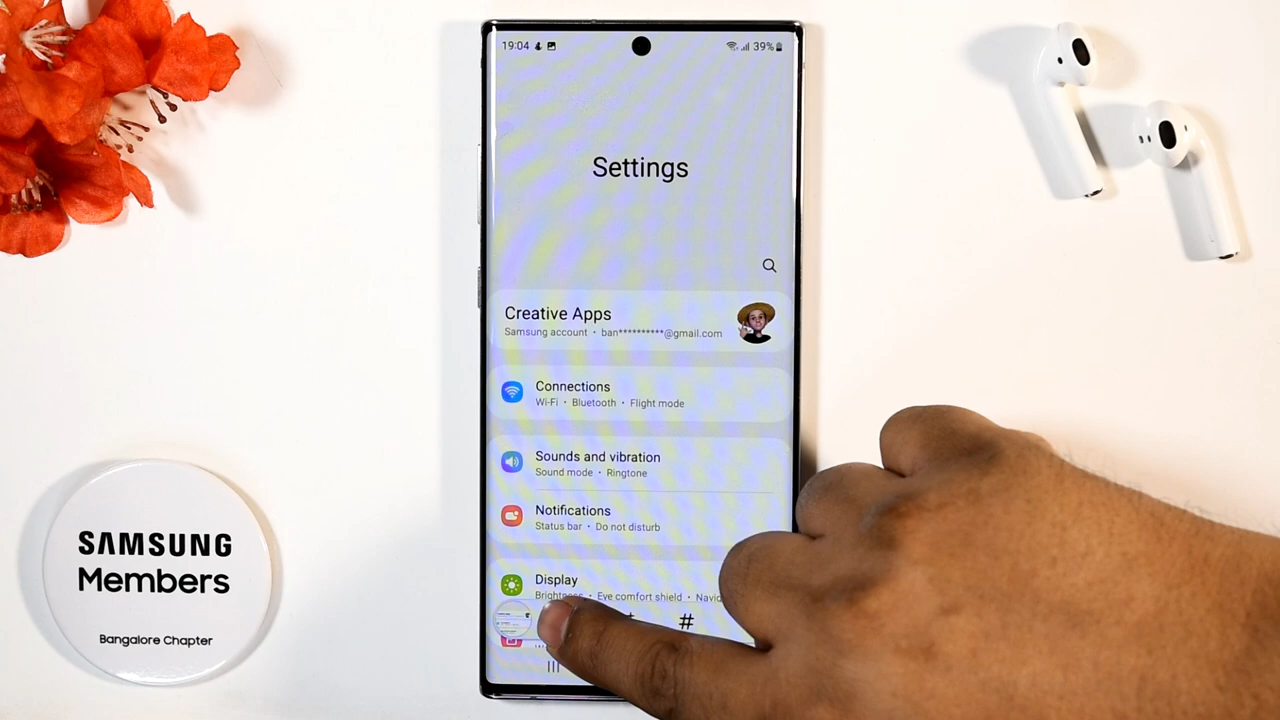 19:04
39%
Settings
Creative Apps
Samsung account • ban**********@gmail.com
Connections
Wi-Fi • Bluetooth • Flight mode
Sounds and vibration
Sound mode • Ringtone
Notifications
Status bar • Do not disturb
Display
Brightness • Eye comfort shield
#
SAMSUNG
Members
Bangalore Chapter